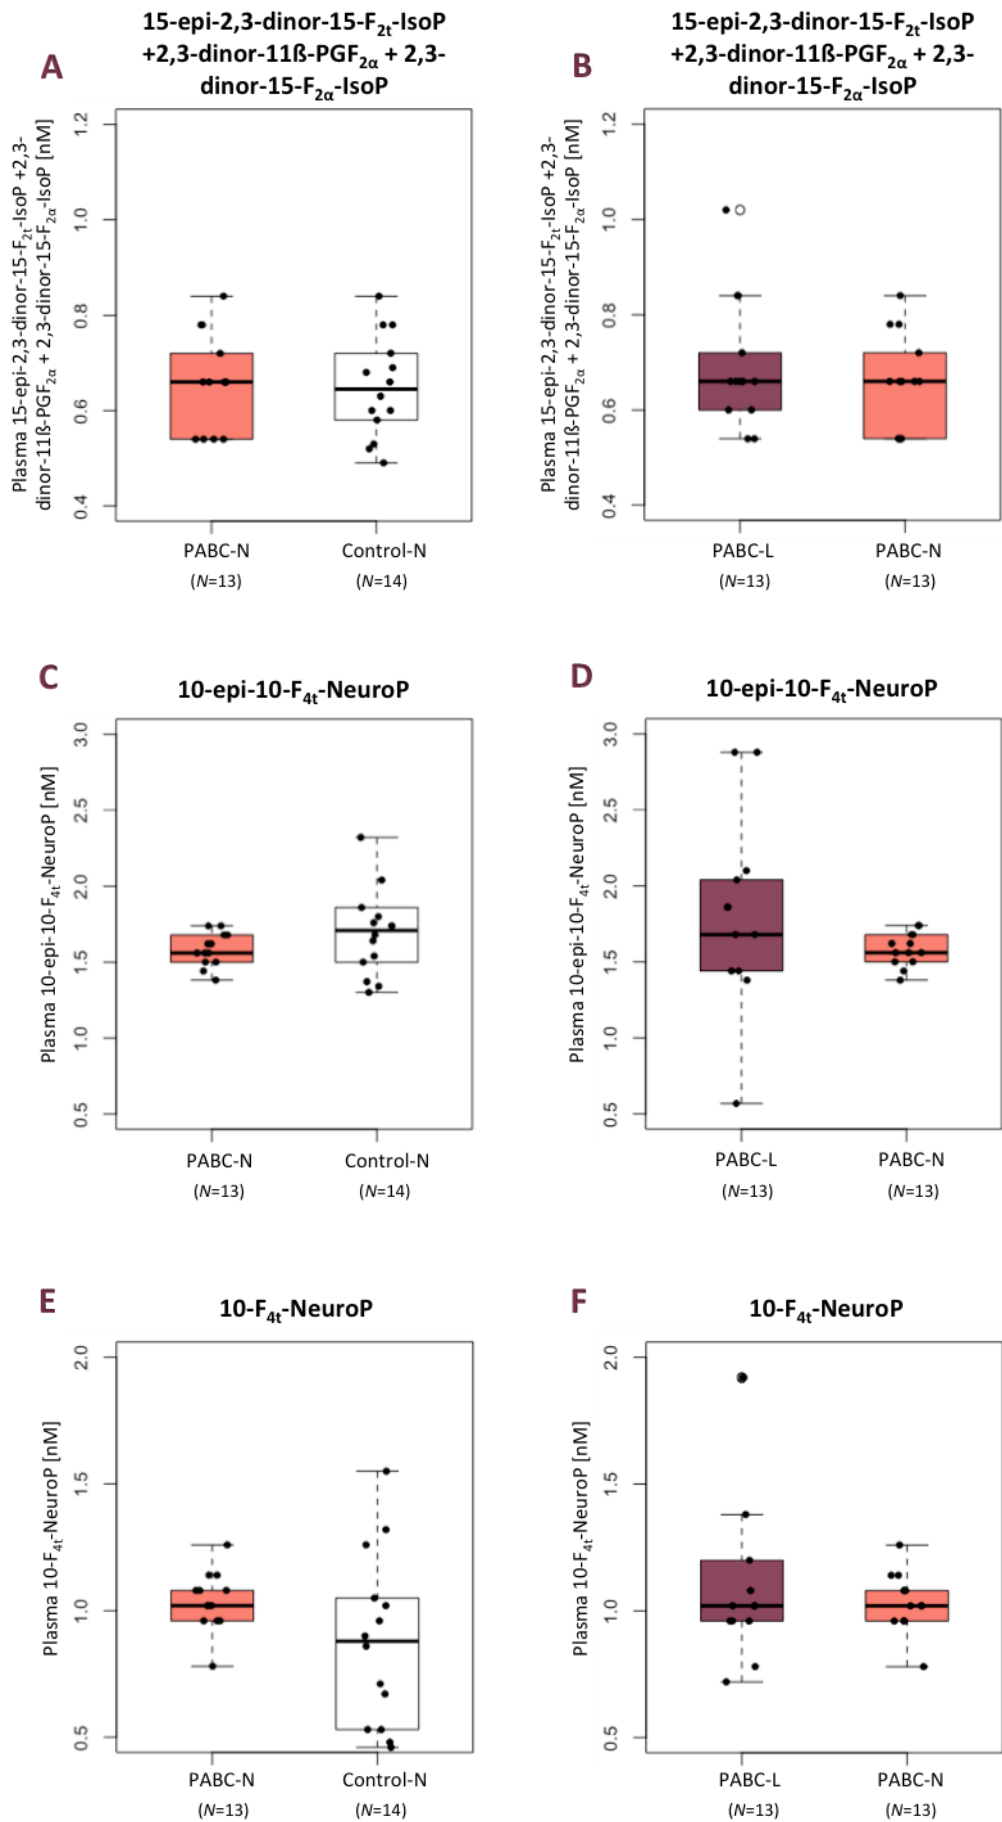 A
15-epi-2,3-dinor-15-F2t-IsoP
+2,3-dinor-11ß-PGF2α + 2,3-
dinor-15-F2α-IsoP
Plasma 15-epi-2,3-dinor-15-F2t-IsoP +2,3-
dinor-11ß-PGF2α + 2,3-dinor-15-F2α-IsoP [nM]
1.2
1.0
0.8
0.6
0.4
PABC-N
(N=13)
Control-N
(N=14)
B
15-epi-2,3-dinor-15-F2t-IsoP
+2,3-dinor-11ß-PGF2α + 2,3-
dinor-15-F2α-IsoP
Plasma 15-epi-2,3-dinor-15-F2t-IsoP +2,3-
dinor-11ß-PGF2α + 2,3-dinor-15-F2α-IsoP [nM]
1.2
1.0
0.8
0.6
0.4
PABC-L
(N=13)
PABC-N
(N=13)
C
10-epi-10-F4t-NeuroP
Plasma 10-epi-10-F4t-NeuroP [nM]
3.0
2.5
2.0
1.5
1.0
0.5
PABC-N
(N=13)
Control-N
(N=14)
D
10-epi-10-F4t-NeuroP
Plasma 10-epi-10-F4t-NeuroP [nM]
3.0
2.5
2.0
1.5
1.0
0.5
PABC-L
(N=13)
PABC-N
(N=13)
E
10-F4t-NeuroP
Plasma 10-F4t-NeuroP [nM]
2.0
1.5
1.0
0.5
PABC-N
(N=13)
Control-N
(N=14)
F
10-F4t-NeuroP
Plasma 10-F4t-NeuroP [nM]
2.0
1.5
1.0
0.5
PABC-L
(N=13)
PABC-N
(N=13)